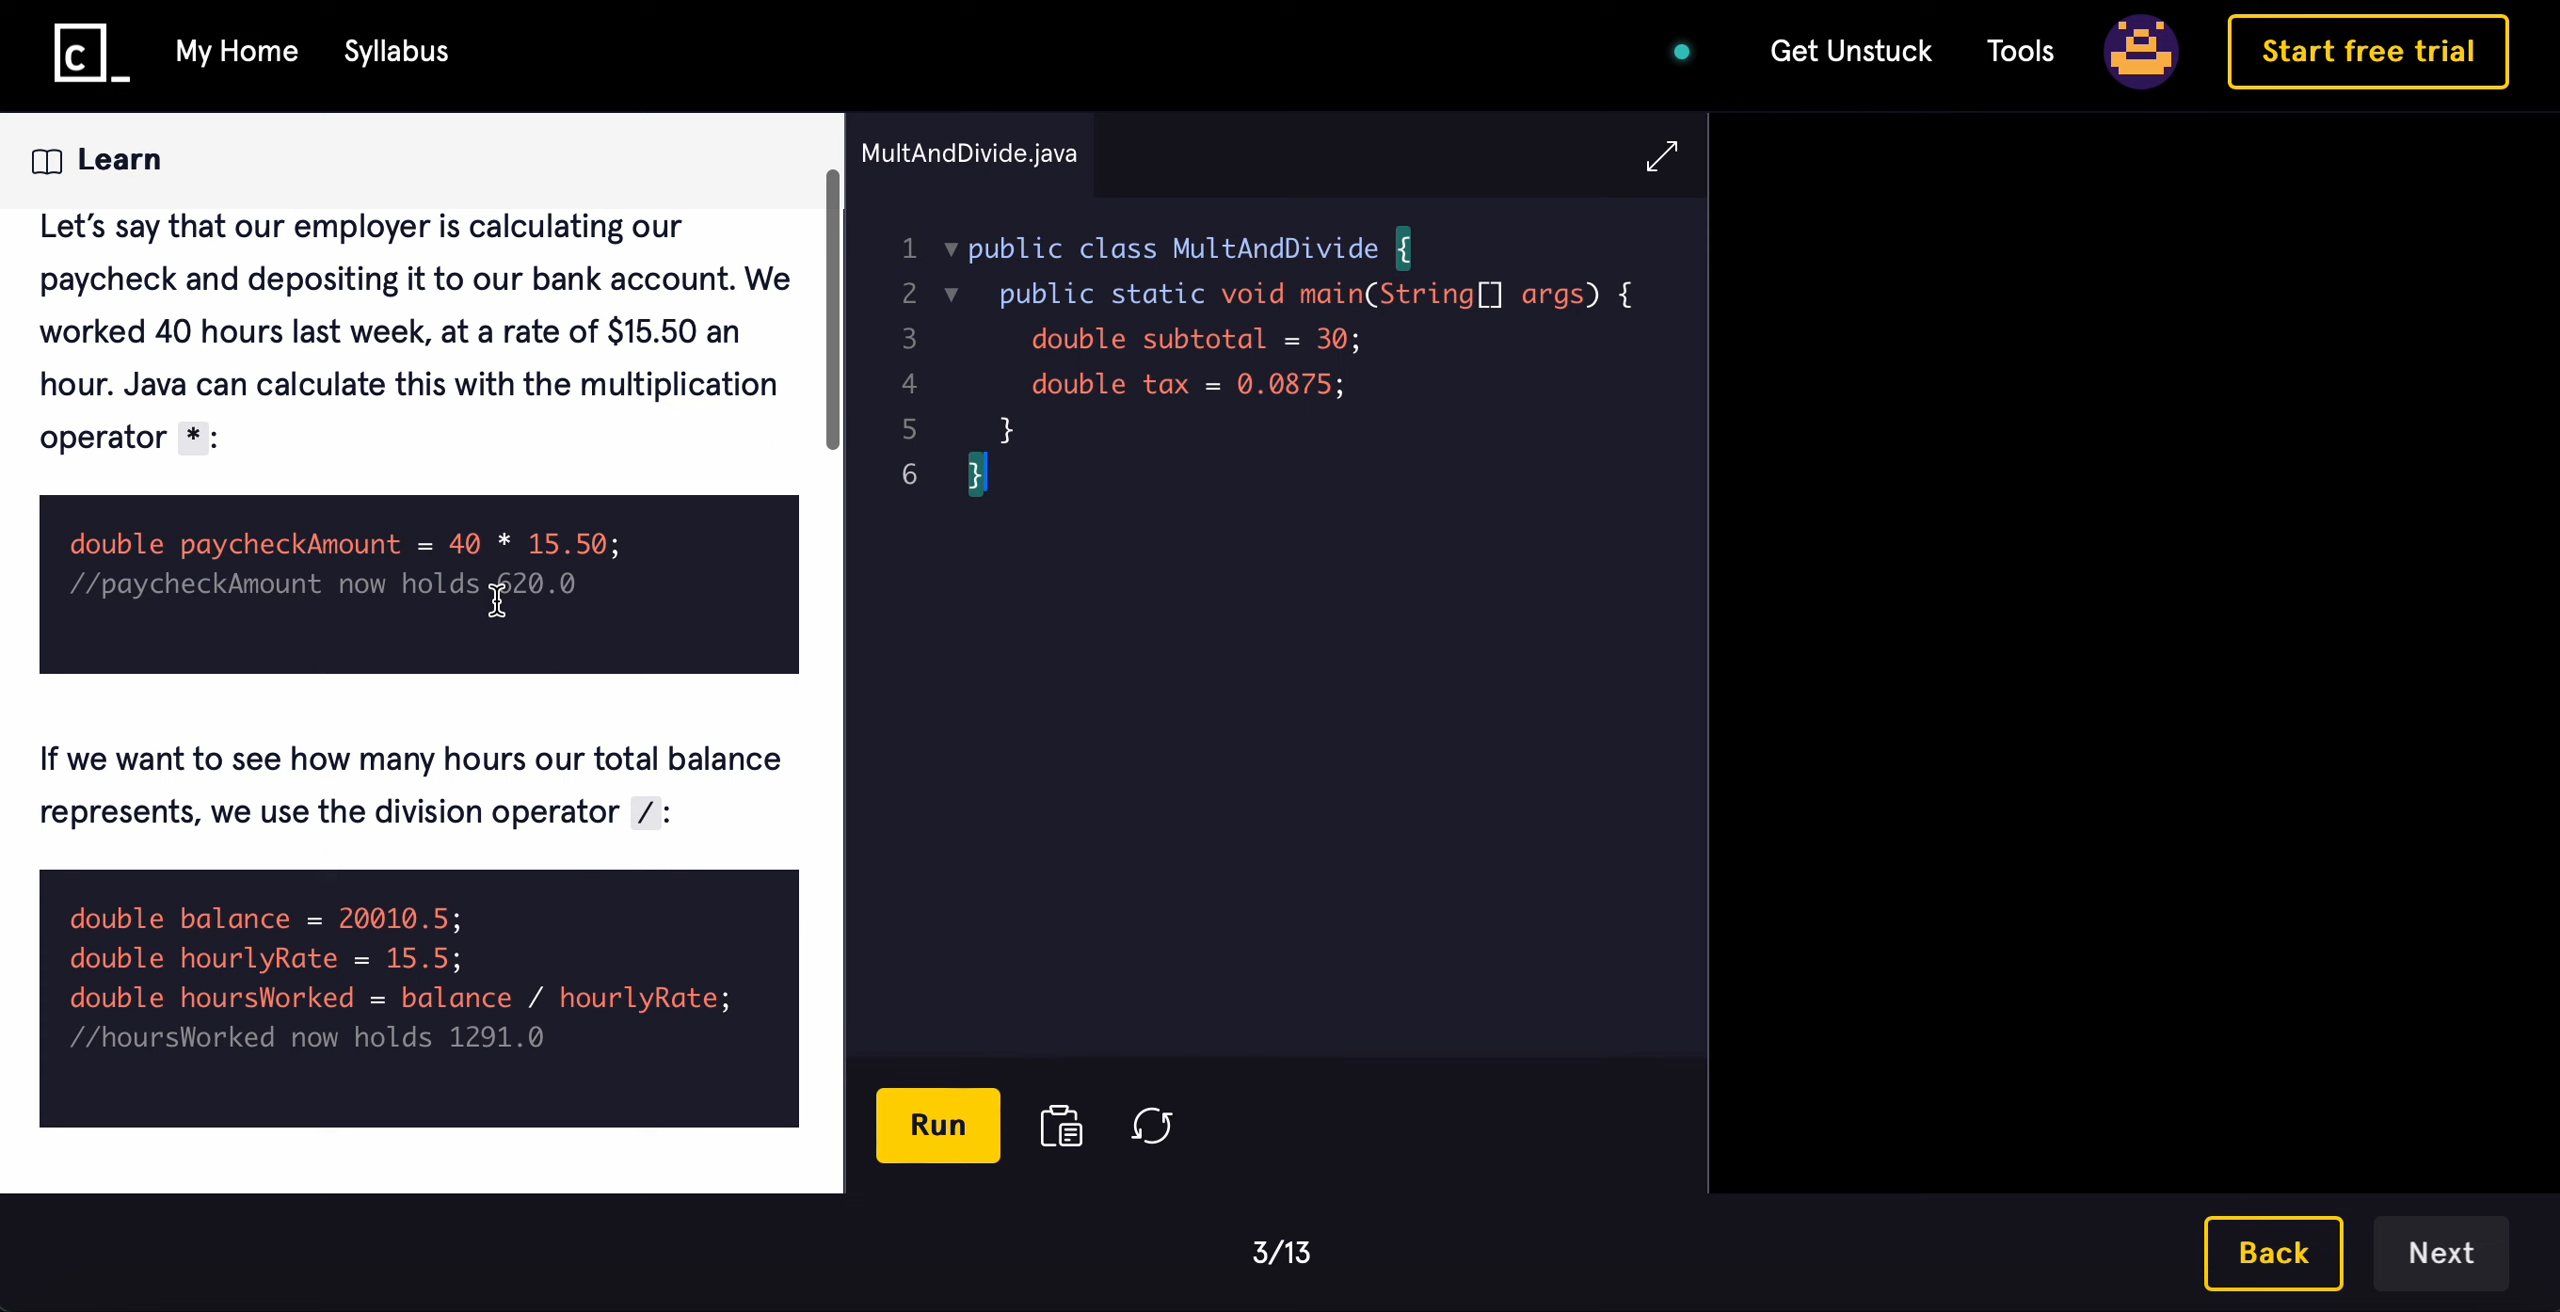 C_
My Home Syllabus
Get Unstuck Tools
Start free trial
Learn
Let’s say that our employer is calculating our
paycheck and depositing it to our bank account. We
worked 40 hours last week, at a rate of $15.50 an
hour. Java can calculate this with the multiplication
operator *:
double paycheckAmount = 40 * 15.50;
//paycheckAmount now holds 620.0
If we want to see how many hours our total balance
represents, we use the division operator /:
double balance = 20010.5;
double hourlyRate = 15.5;
double hoursWorked = balance / hourlyRate;
//hoursWorked now holds 1291.0
MultAndDivide.java
1 public class MultAndDivide {
2 public static void main(String[] args) {
3 double subtotal = 30;
4 double tax = 0.0875;
5 }
6 }
Run
3/13
Back
Next